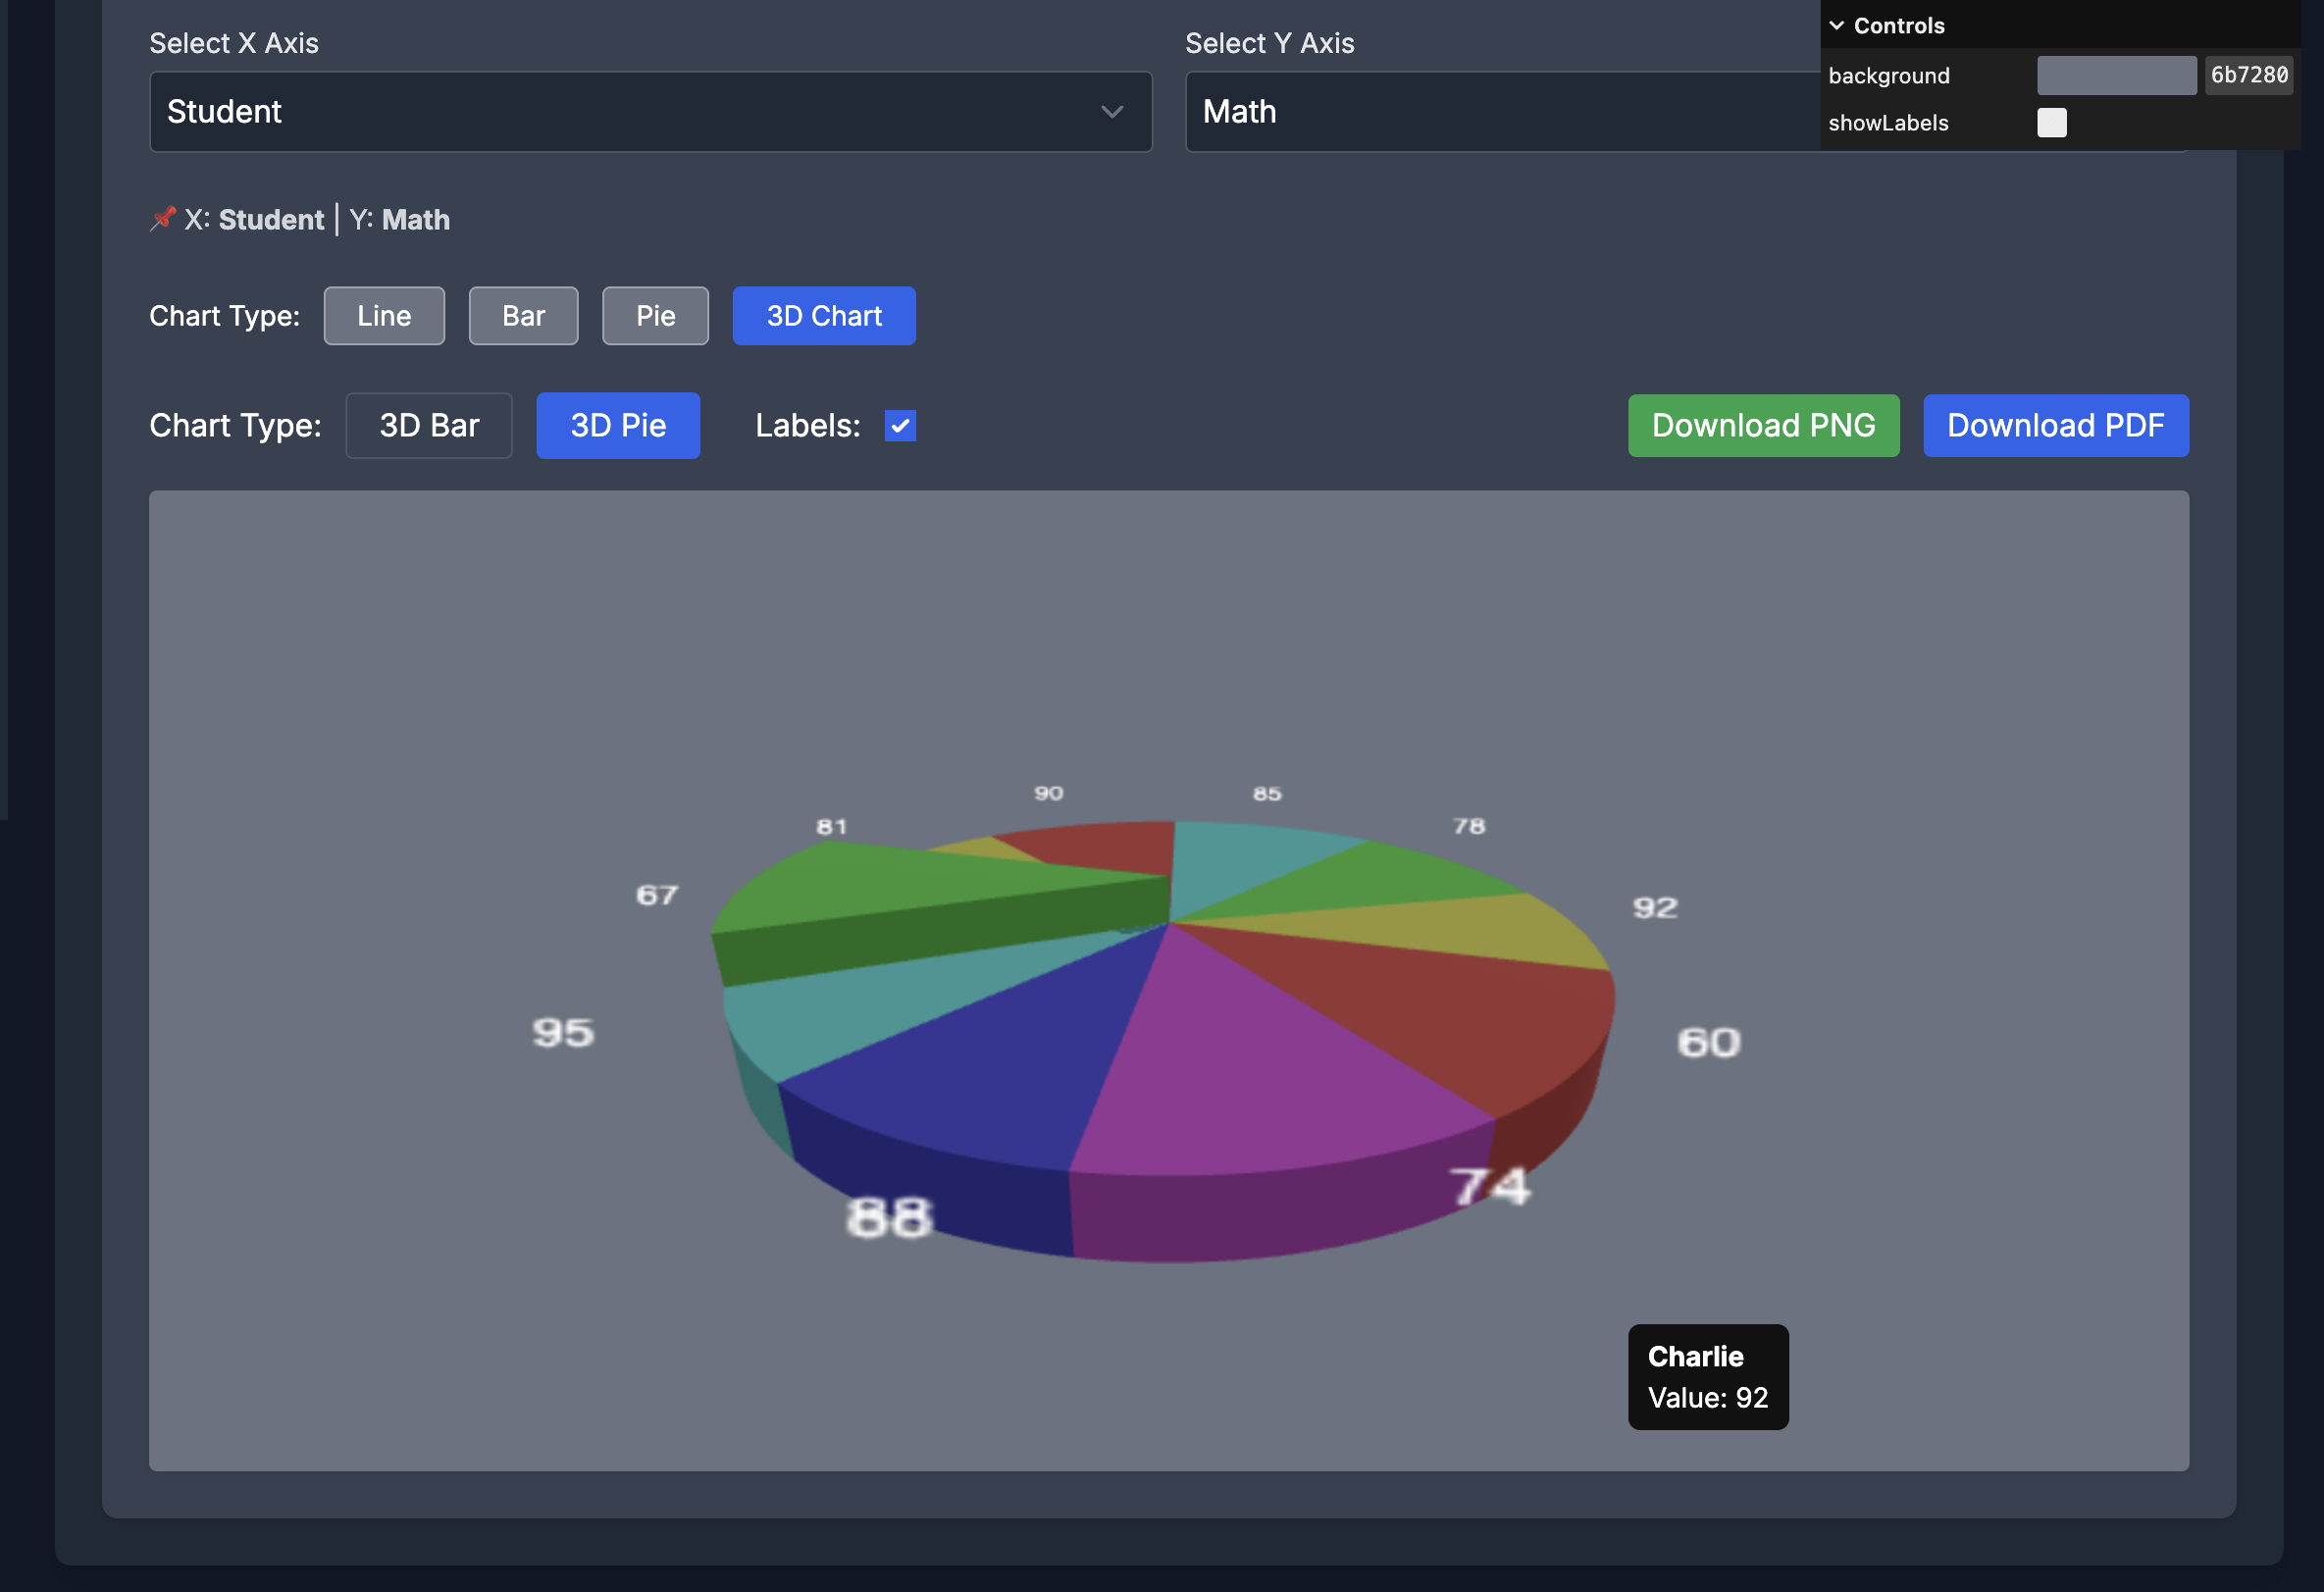 Select X Axis
Select Y Axis
Controls
Student
Math
background
6b7280
showLabels
📌 X: Student | Y: Math
Chart Type:
Line
Bar
Pie
3D Chart
Chart Type:
3D Bar
3D Pie
Labels:
Download PNG
Download PDF
90
85
81
78
67
92
95
60
74
88
Charlie
Value: 92